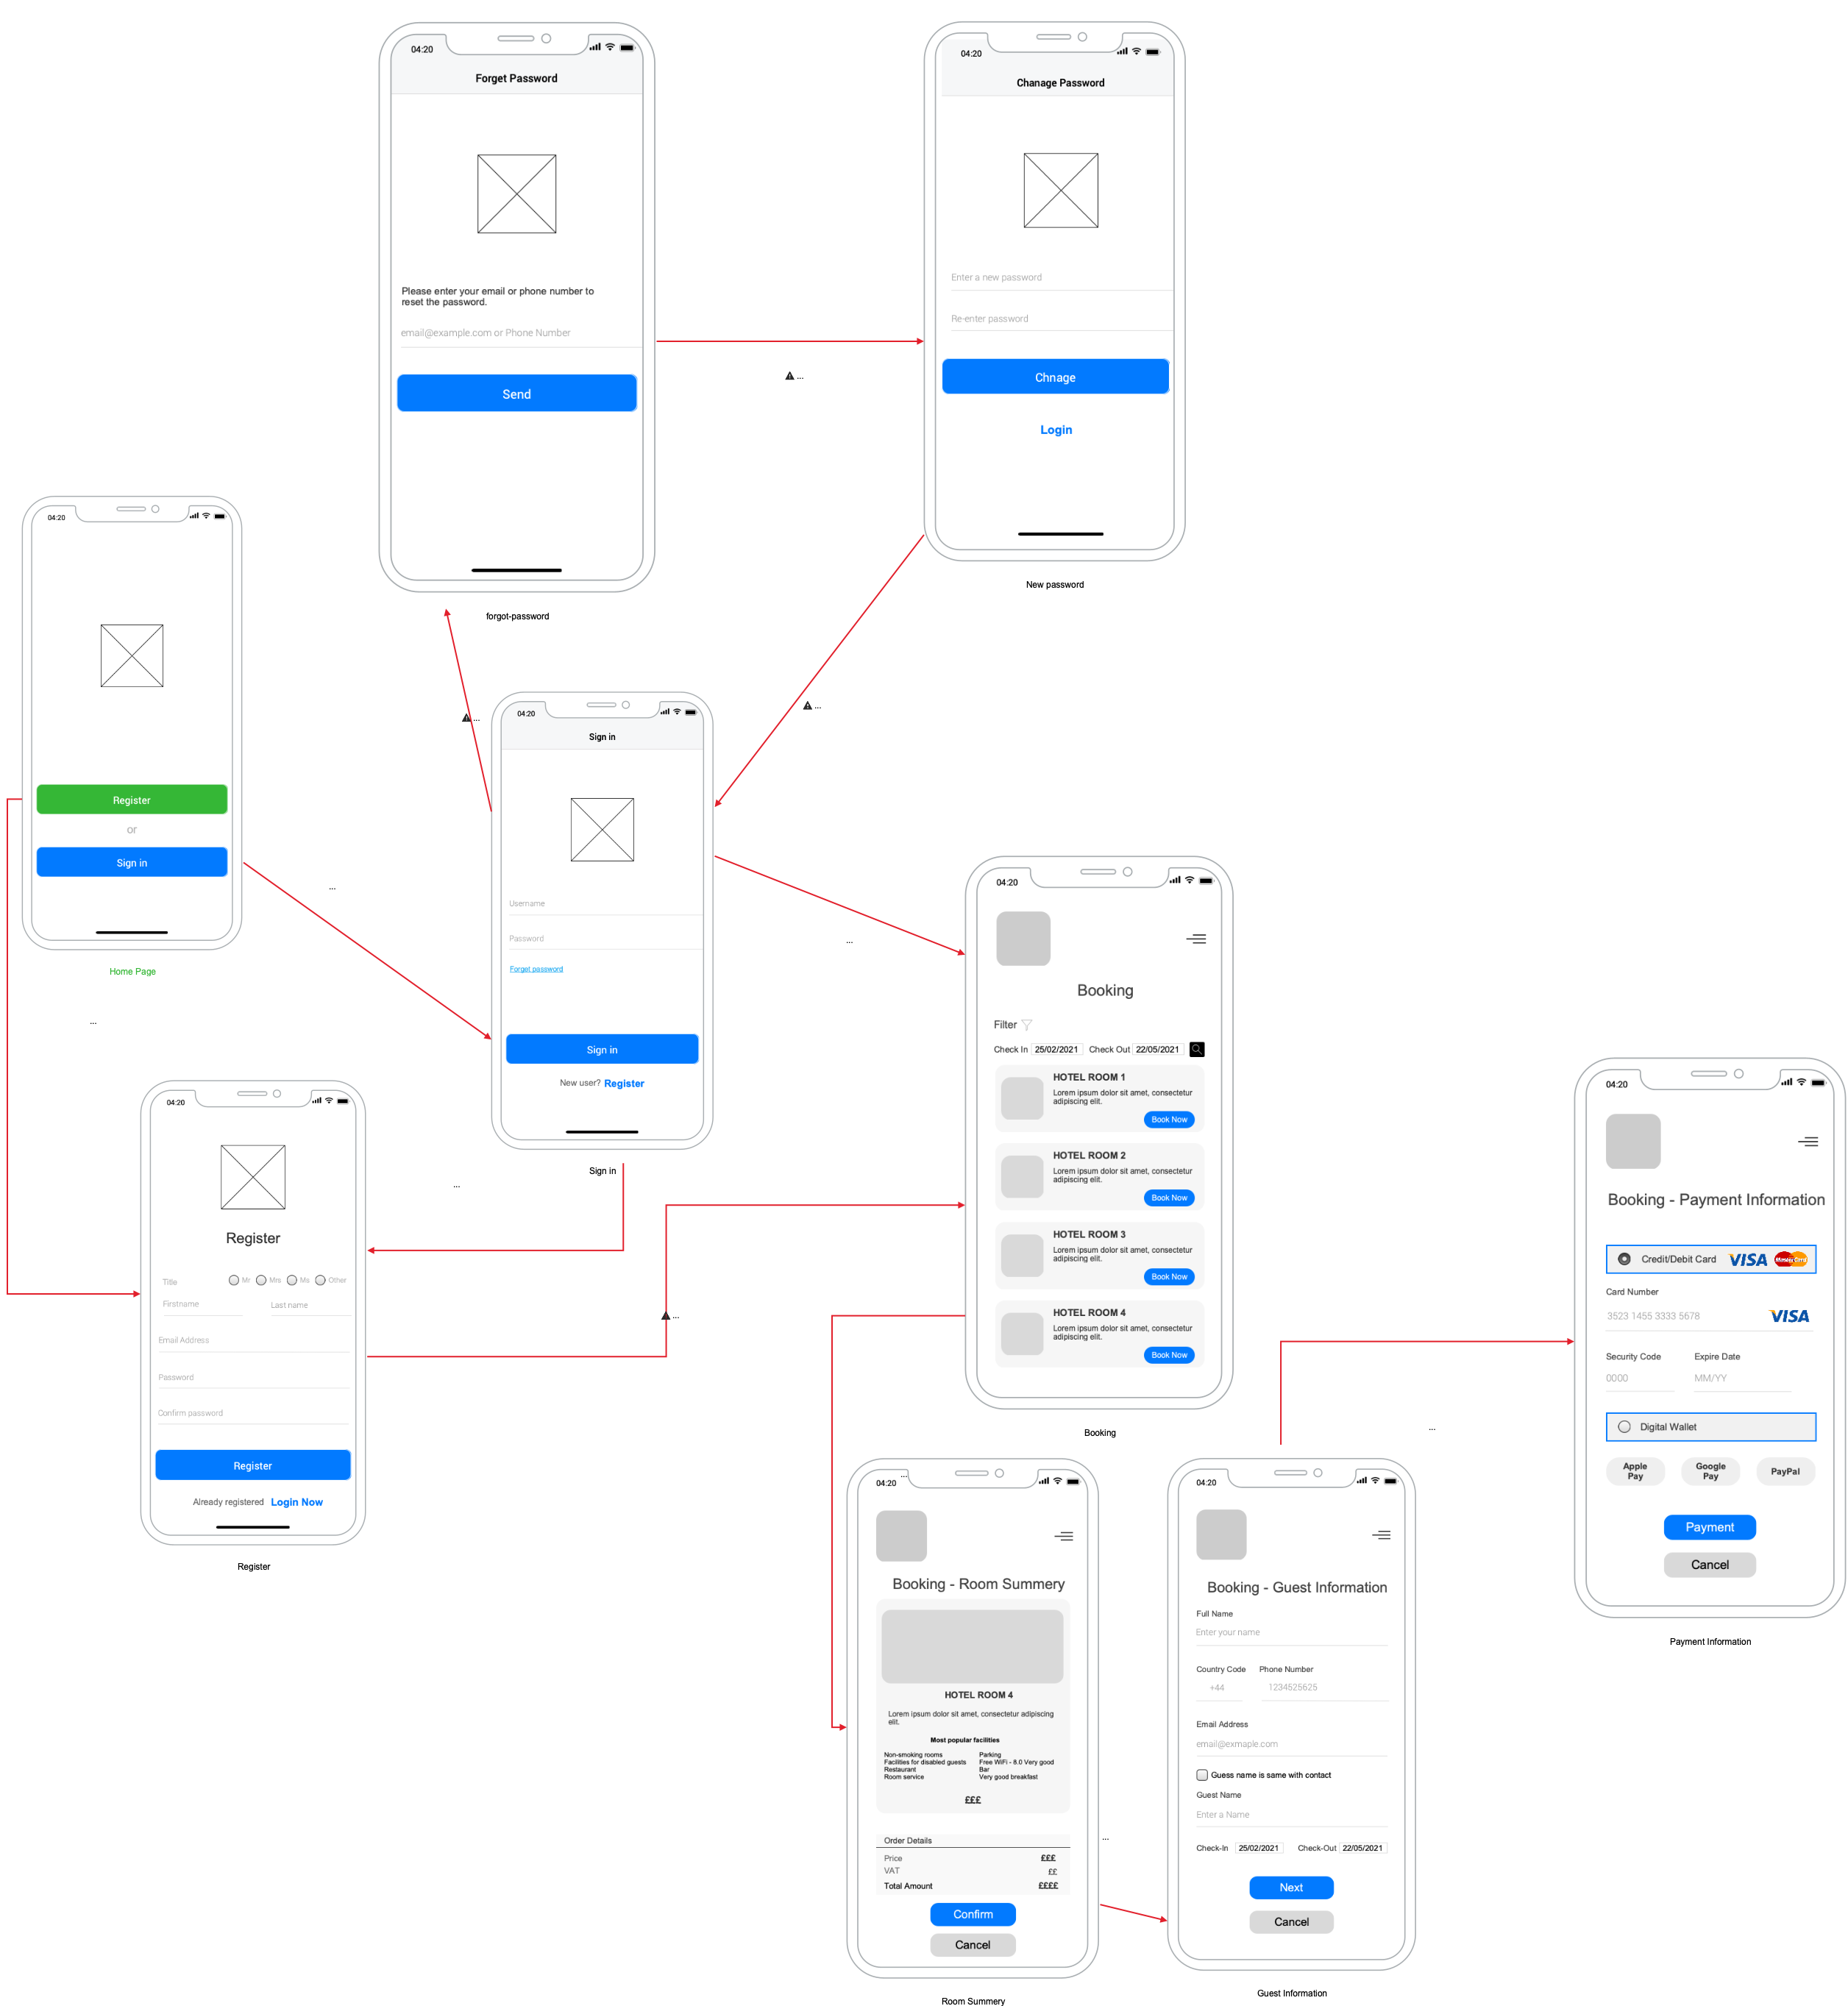 04:20
Forget Password
Please enter your email or phone number to
reset the password.
email@example.com or Phone Number
Send
forgot-password
04:20
Chanage Password
Enter a new password
Re-enter password
Chnage
Login
New password
...
...
...
04:20
Register
or
Sign in
Home Page
...
...
04:20
Sign in
Username
Password
Forget password
Sign in
New user? Register
Sign in
...
...
...
04:20
Register
Title Mr Mrs Ms Other
Firstname Last name
Email Address
Password
Confirm password
Register
Already registered Login Now
Register
04:20
Booking
Filter
Check In 25/02/2021 Check Out 22/05/2021
HOTEL ROOM 1
Lorem ipsum dolor sit amet, consectetur
adipiscing elit.
Book Now
HOTEL ROOM 2
Lorem ipsum dolor sit amet, consectetur
adipiscing elit.
Book Now
HOTEL ROOM 3
Lorem ipsum dolor sit amet, consectetur
adipiscing elit.
Book Now
HOTEL ROOM 4
Lorem ipsum dolor sit amet, consectetur
adipiscing elit.
Book Now
Booking
...
04:20
Booking - Room Summery
HOTEL ROOM 4
Lorem ipsum dolor sit amet, consectetur adipiscing
elit.
Most popular facilities
Non-smoking rooms Parking
Facilities for disabled guests Free WiFi - 8.0 Very good
Restaurant Bar
Room service Very good breakfast
£££
Order Details
Price £££
VAT ££
Total Amount ££££
Confirm
Cancel
Room Summery
...
04:20
Booking - Guest Information
Full Name
Enter your name
Country Code Phone Number
+44 1234525625
Email Address
email@exmaple.com
Guess name is same with contact
Guest Name
Enter a Name
Check-In 25/02/2021 Check-Out 22/05/2021
Next
Cancel
Guest Information
...
04:20
Booking - Payment Information
Credit/Debit Card VISA MasterCard
Card Number
3523 1455 3333 5678 VISA
Security Code Expire Date
0000 MM/YY
Digital Wallet
Apple Pay
Google Pay
PayPal
Payment
Cancel
Payment Information